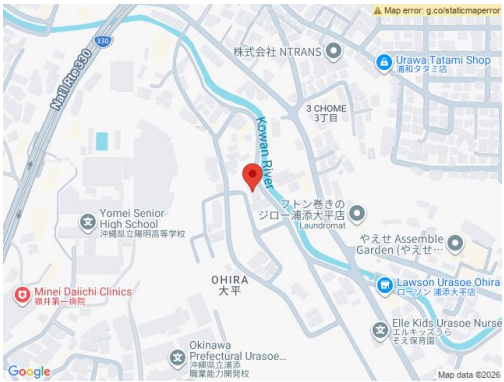 Map error: g.co/staticmaperror
330
Nat'l Rte 330
株式会社 NTRANS
Urawa Tatami Shop
浦和タタミ店
3 CHOME
3丁目
Kowan River
Yomei Senior
High School
沖縄県立陽明高等学校
フトン巻きの
ジロー浦添大平店
Laundromat
やえせ Assemble
Garden (やえせ…
OHIRA
大平
Minei Daiichi Clinics
嶺井第一病院
Lawson Urasoe Ohira
ローソン 浦添大平店
Elle Kids Urasoe Nurse
エルキッズうら
そえ保育園
Okinawa
Prefectural Urasoe...
沖縄県立浦添
職業能力開発校
Google
Map data ©2026